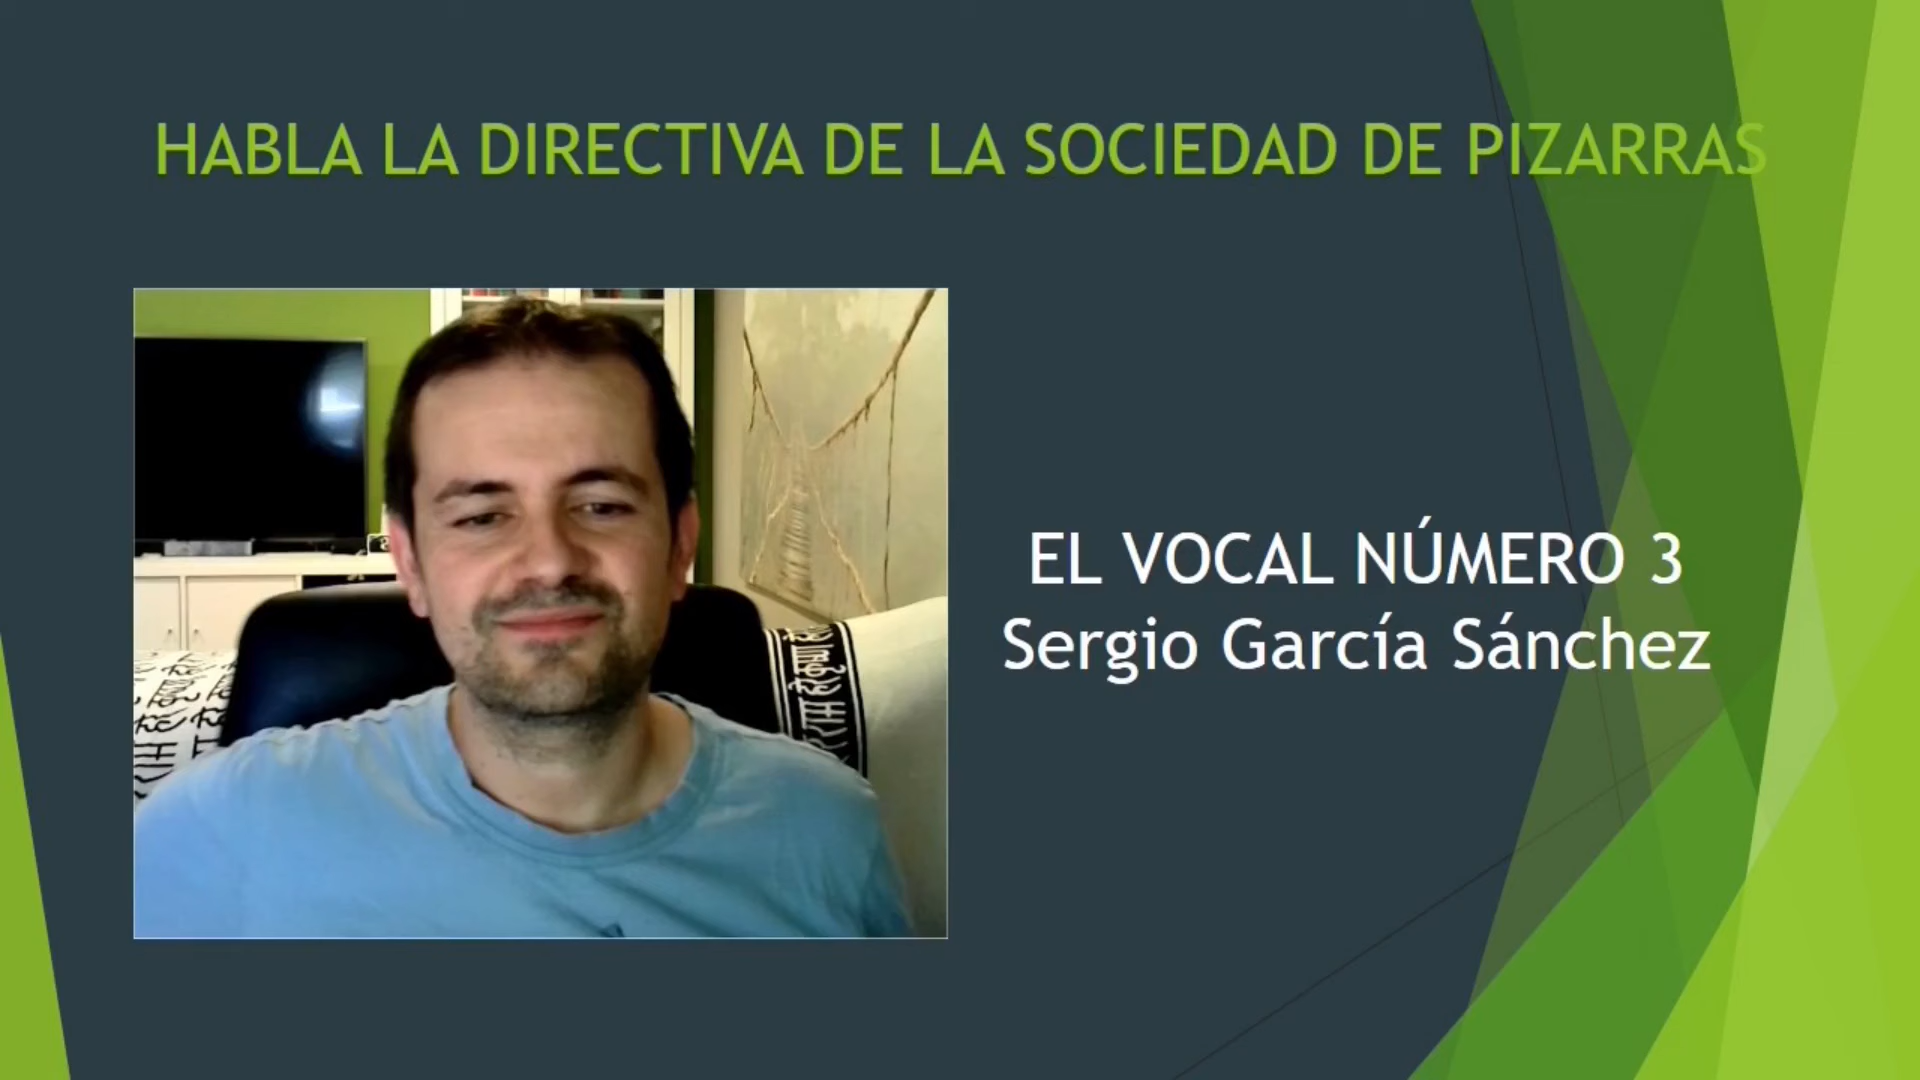 HABLA LA DIRECTIVA DE LA SOCIEDAD DE PIZARRAS
EL VOCAL NÚMERO 3
Sergio García Sánchez